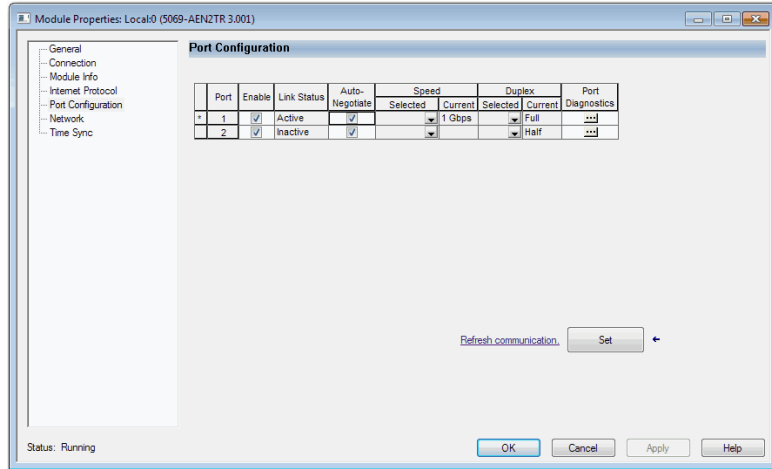 Module Properties: Local:0 (5069-AEN2TR 3.001)
General
Connection
Module Info
Internet Protocol
Port Configuration
Network
Time Sync
Port Configuration
Port Enable Link Status Auto-Negotiate Speed Duplex Port Diagnostics
Selected Current Selected Current
* 1 Active 1 Gbps Full ...
2 Inactive Half ...
Refresh communication. Set
Status: Running
OK Cancel Apply Help